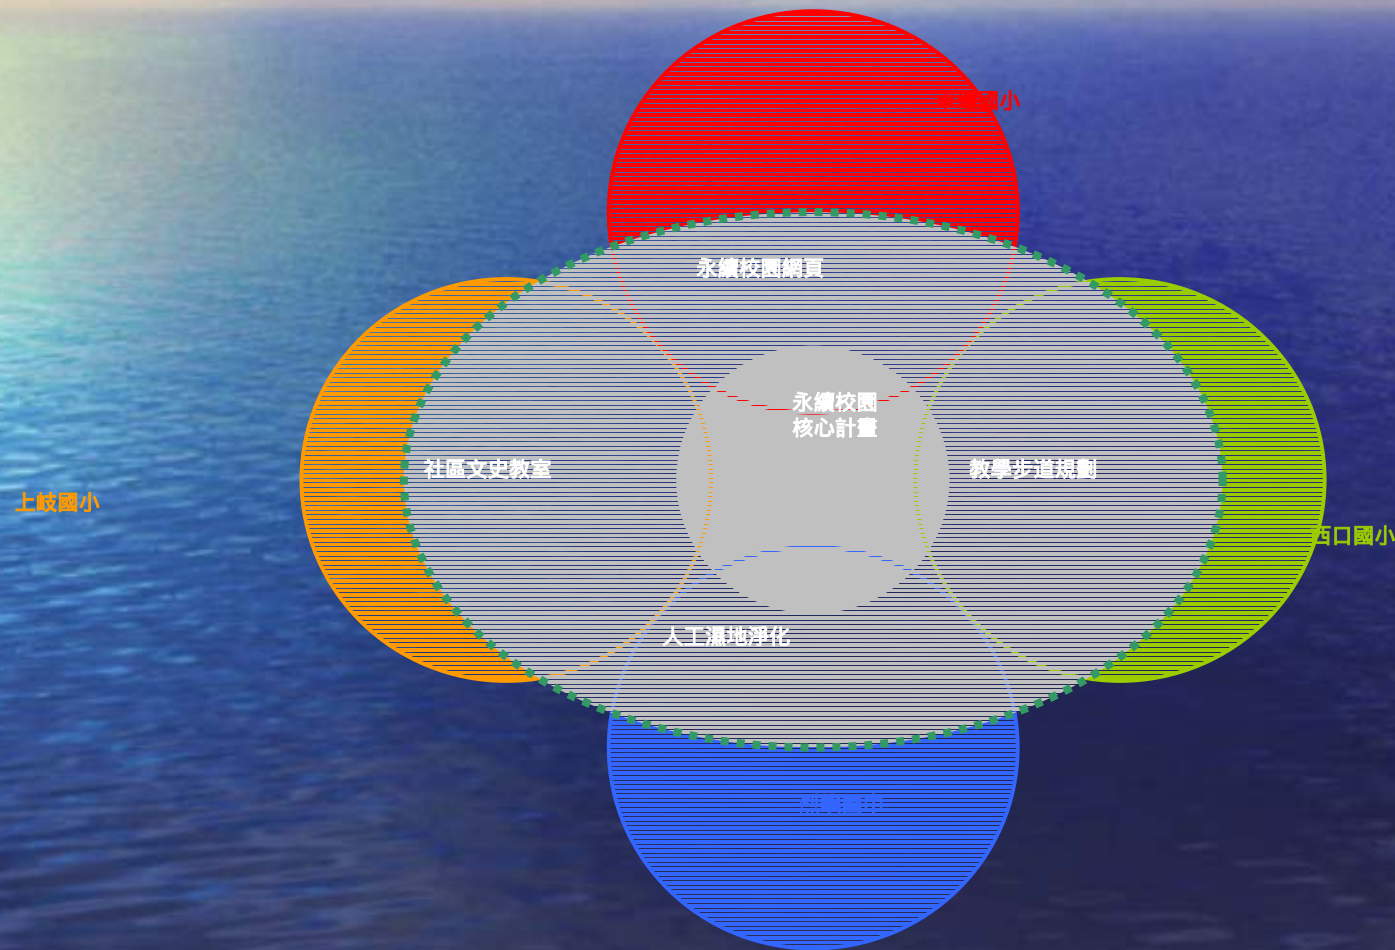 國小
永續校園網頁
永續校園
核心計畫
社區文史教室
教學步道規劃
上岐國小
西口國小
人工濕地淨化